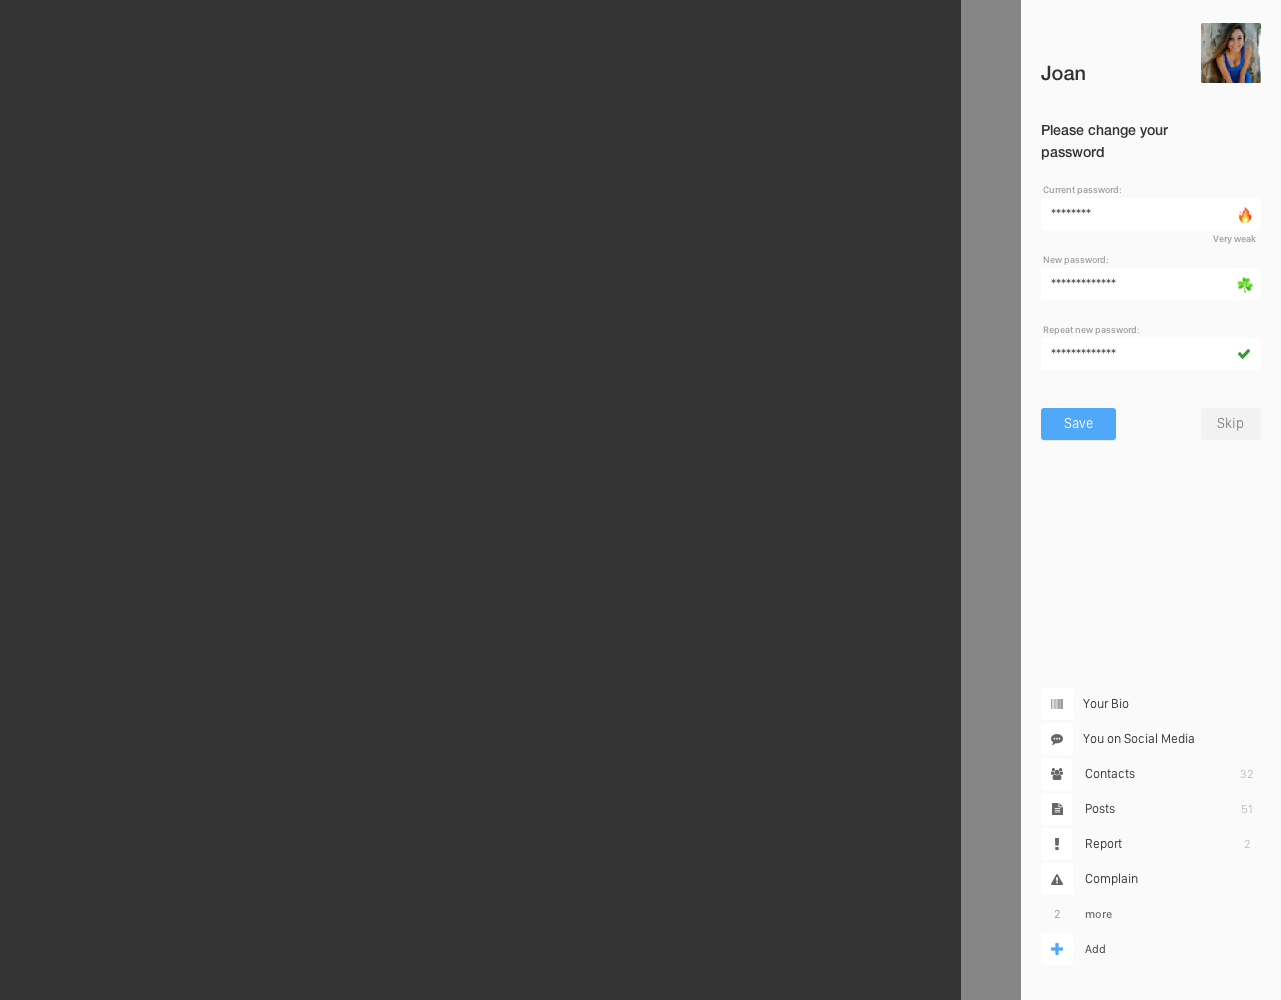 Joan
Please change your
password
Current password:
********
Very weak
New password:
*************
Repeat new password:
*************
Save Skip
Your Bio
You on Social Media
Contacts 32
Posts 51
Report 2
Complain
2 more
Add